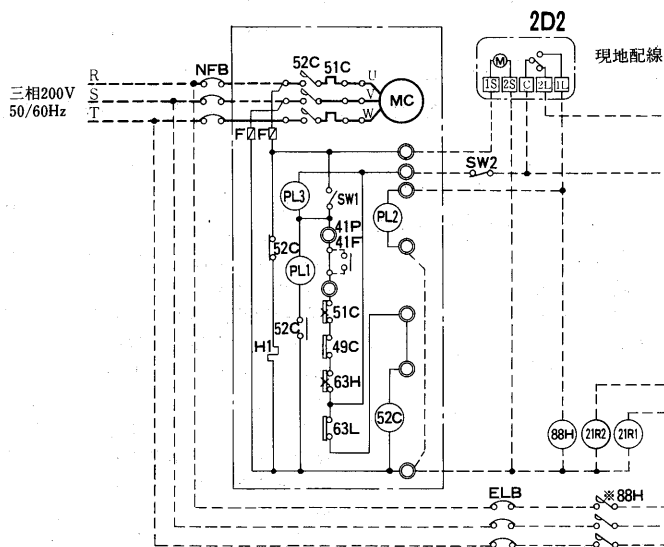 2D2
現地配線
NFB
52C 51C
R
S
T
三相200V
50/60Hz
U
V
W
MC
M
1S 2S C 2L 1L
F F
SW2
PL3
SW1
PL2
41P
41F
52C
PL1
51C
52C
49C
H1
63H
63L
52C
88H
21R2
21R1
ELB
※88H